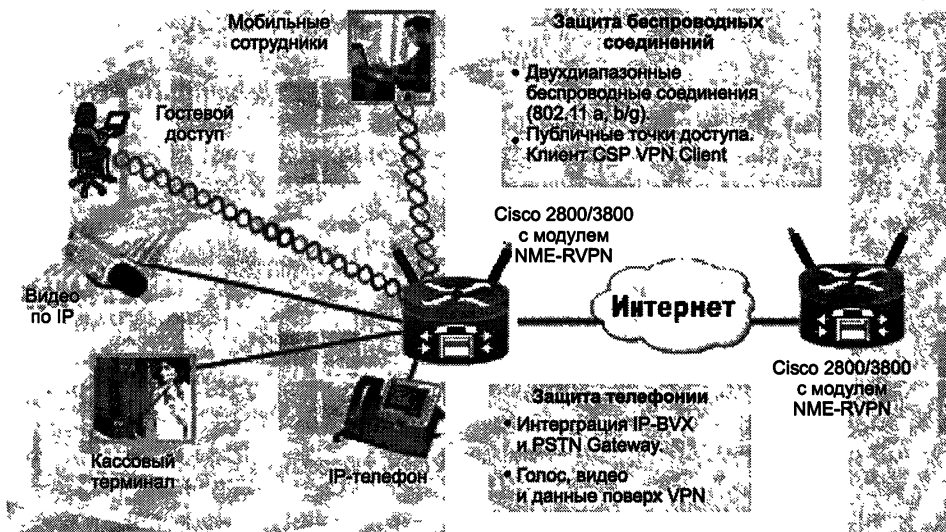 Мобильные
сотрудники
Защита беспроводных
соединений
• Двухдиапазонные
беспроводные соединения
(802.11 a, b/g).
• Публичные точки доступа.
Клиент CSP VPN Client
Гостевой
доступ
Cisco 2800/3800
с модулем
NME-RVPN
Видео
по IP
Интернет
Cisco 2800/3800
с модулем
NME-RVPN
Защита телефонии
• Интерграция IP-BVX
и PSTN Gateway.
• Голос, видео
и данные поверх VPN
Кассовый
терминал
IP-телефон